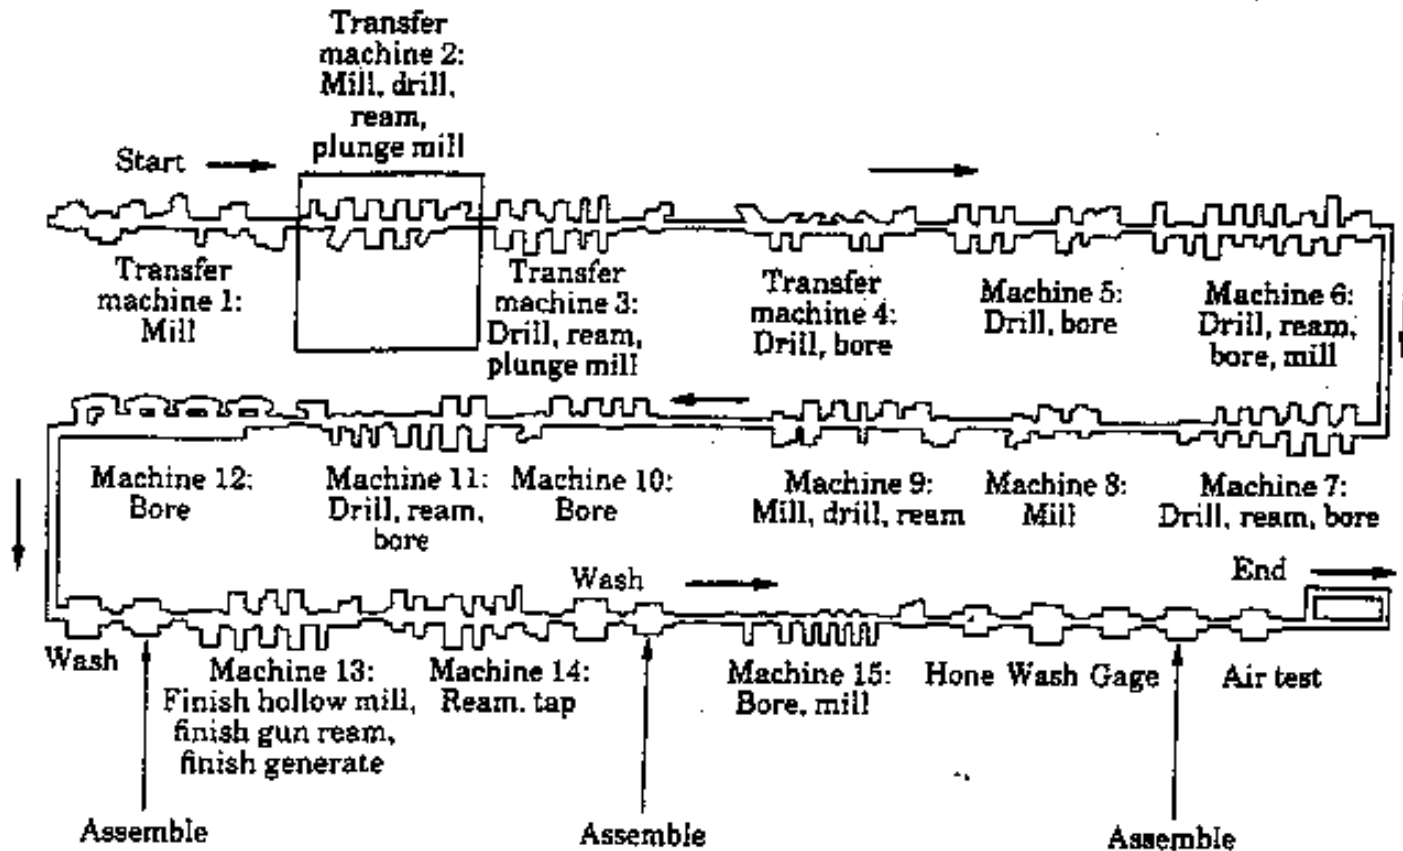 Transfer
machine 2:
Mill, drill,
ream,
plunge mill
Start
Transfer
machine 1:
Mill
Transfer
machine 3:
Drill, ream,
plunge mill
Transfer
machine 4:
Drill, bore
Machine 5:
Drill, bore
Machine 6:
Drill, ream,
bore, mill
Machine 12:
Bore
Machine 11:
Drill, ream,
bore
Machine 10:
Bore
Machine 9:
Mill, drill, ream
Machine 8:
Mill
Machine 7:
Drill, ream, bore
Wash
End
Wash
Machine 13:
Finish hollow mill,
finish gun ream,
finish generate
Machine 14:
Ream. tap
Machine 15:
Bore, mill
Hone Wash Gage
Air test
Assemble
Assemble
Assemble